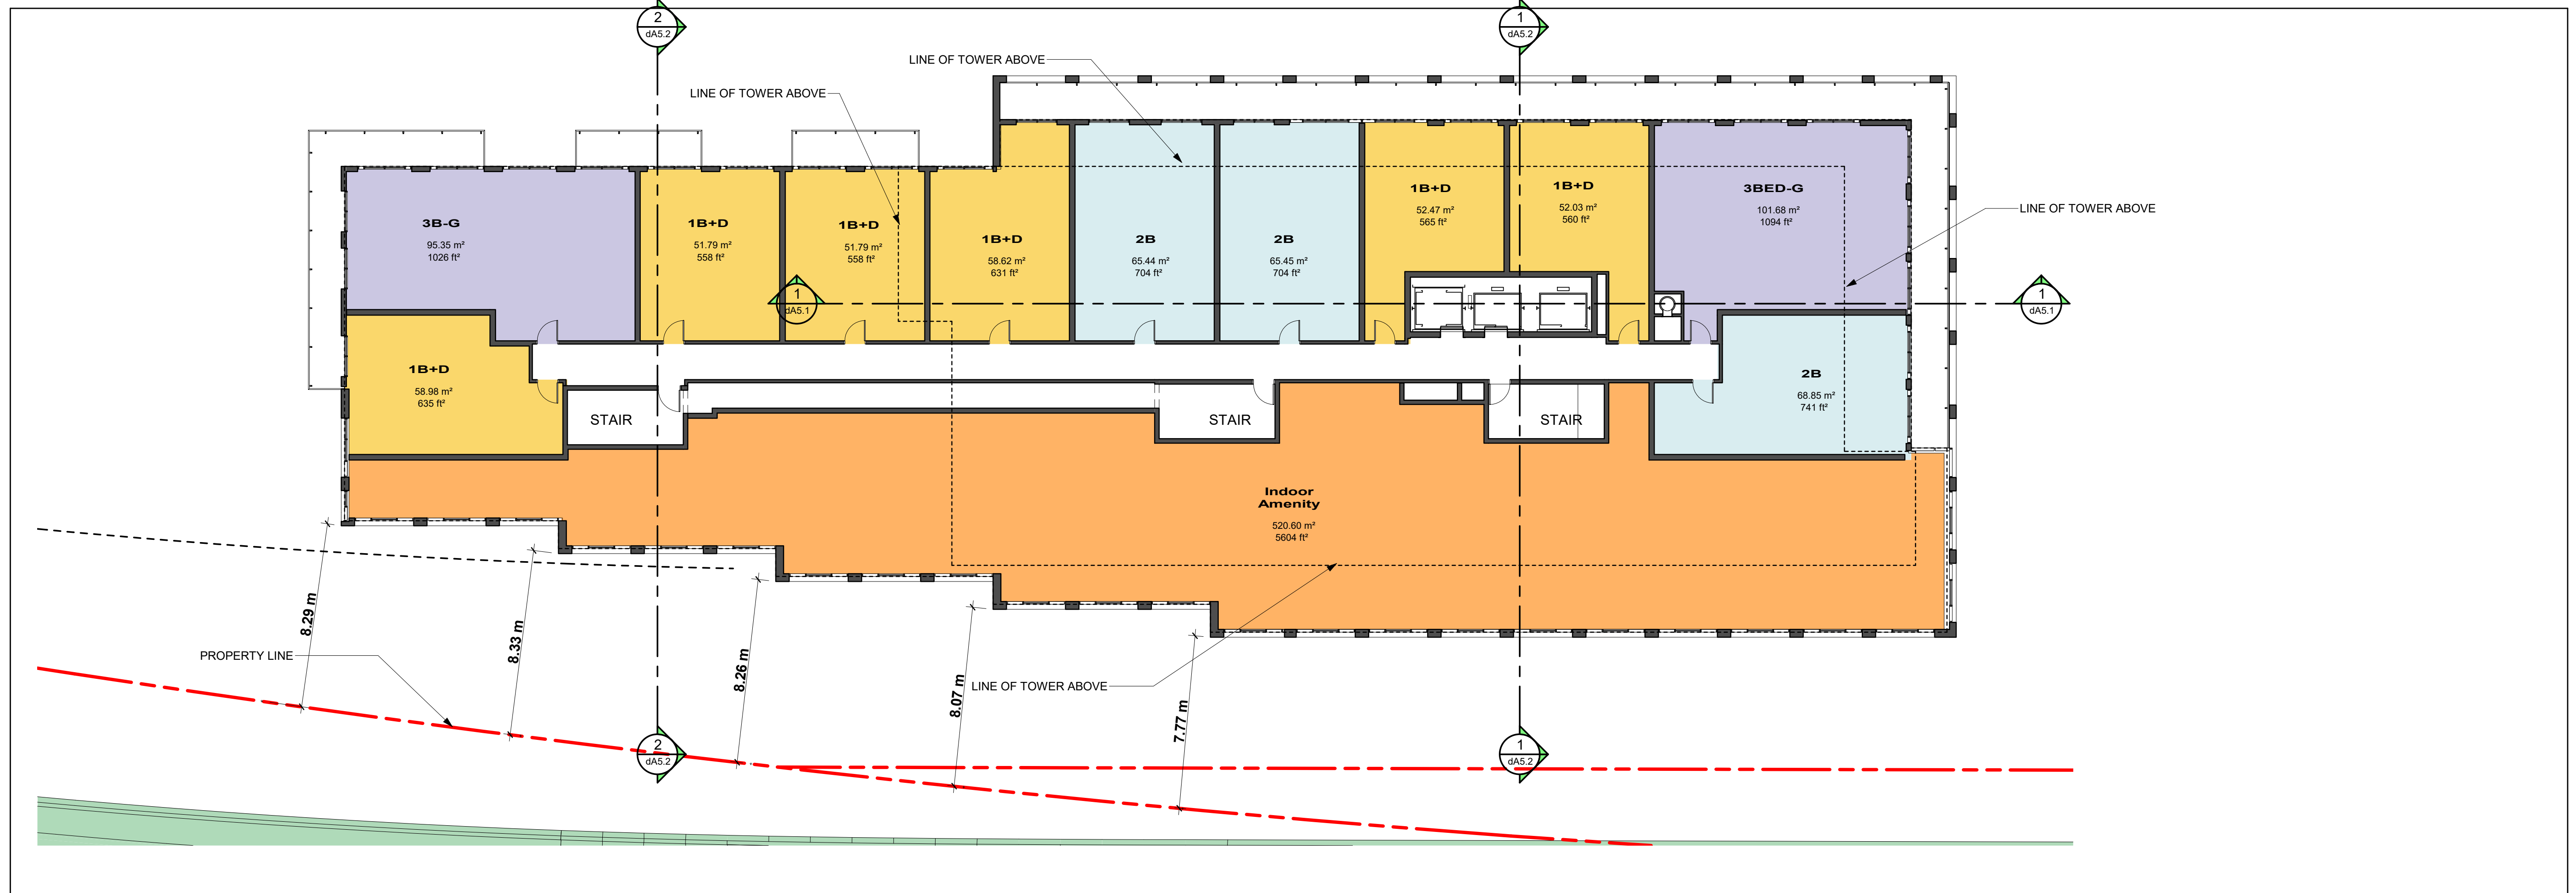 2
dA5.2
1
dA5.2
LINE OF TOWER ABOVE
LINE OF TOWER ABOVE
LINE OF TOWER ABOVE
3B-G
95.35 m²
1026 ft²
1B+D
51.79 m²
558 ft²
1B+D
51.79 m²
558 ft²
1B+D
58.62 m²
631 ft²
2B
65.44 m²
704 ft²
2B
65.45 m²
704 ft²
1B+D
52.47 m²
565 ft²
1B+D
52.03 m²
560 ft²
3BED-G
101.68 m²
1094 ft²
1
dA5.1
1
dA5.1
1B+D
58.98 m²
635 ft²
2B
68.85 m²
741 ft²
STAIR
STAIR
STAIR
Indoor
Amenity
520.60 m²
5604 ft²
8.29 m
8.33 m
8.26 m
8.07 m
7.77 m
PROPERTY LINE
LINE OF TOWER ABOVE
2
dA5.2
1
dA5.2